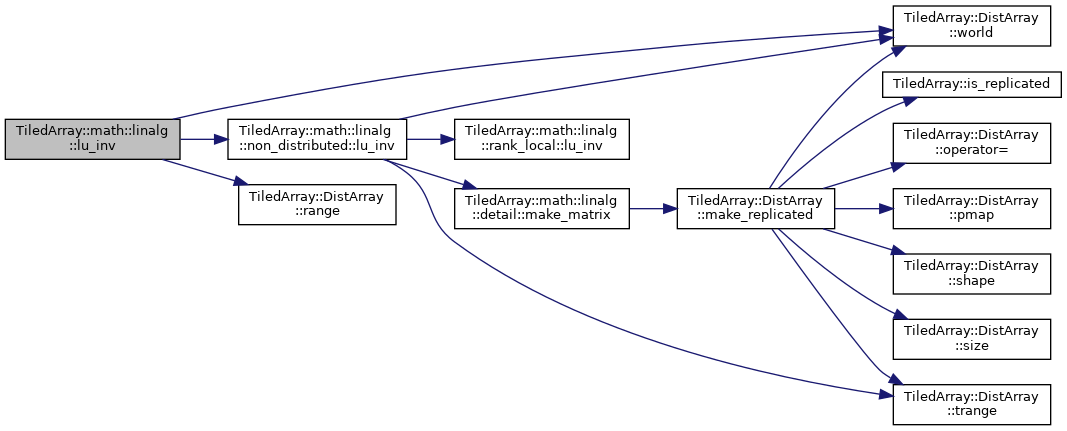 TiledArray::math::linalg
::lu_inv
TiledArray::math::linalg
::non_distributed::lu_inv
TiledArray::DistArray
::range
TiledArray::math::linalg
::rank_local::lu_inv
TiledArray::math::linalg
::detail::make_matrix
TiledArray::DistArray
::make_replicated
TiledArray::DistArray
::world
TiledArray::is_replicated
TiledArray::DistArray
::operator=
TiledArray::DistArray
::pmap
TiledArray::DistArray
::shape
TiledArray::DistArray
::size
TiledArray::DistArray
::trange